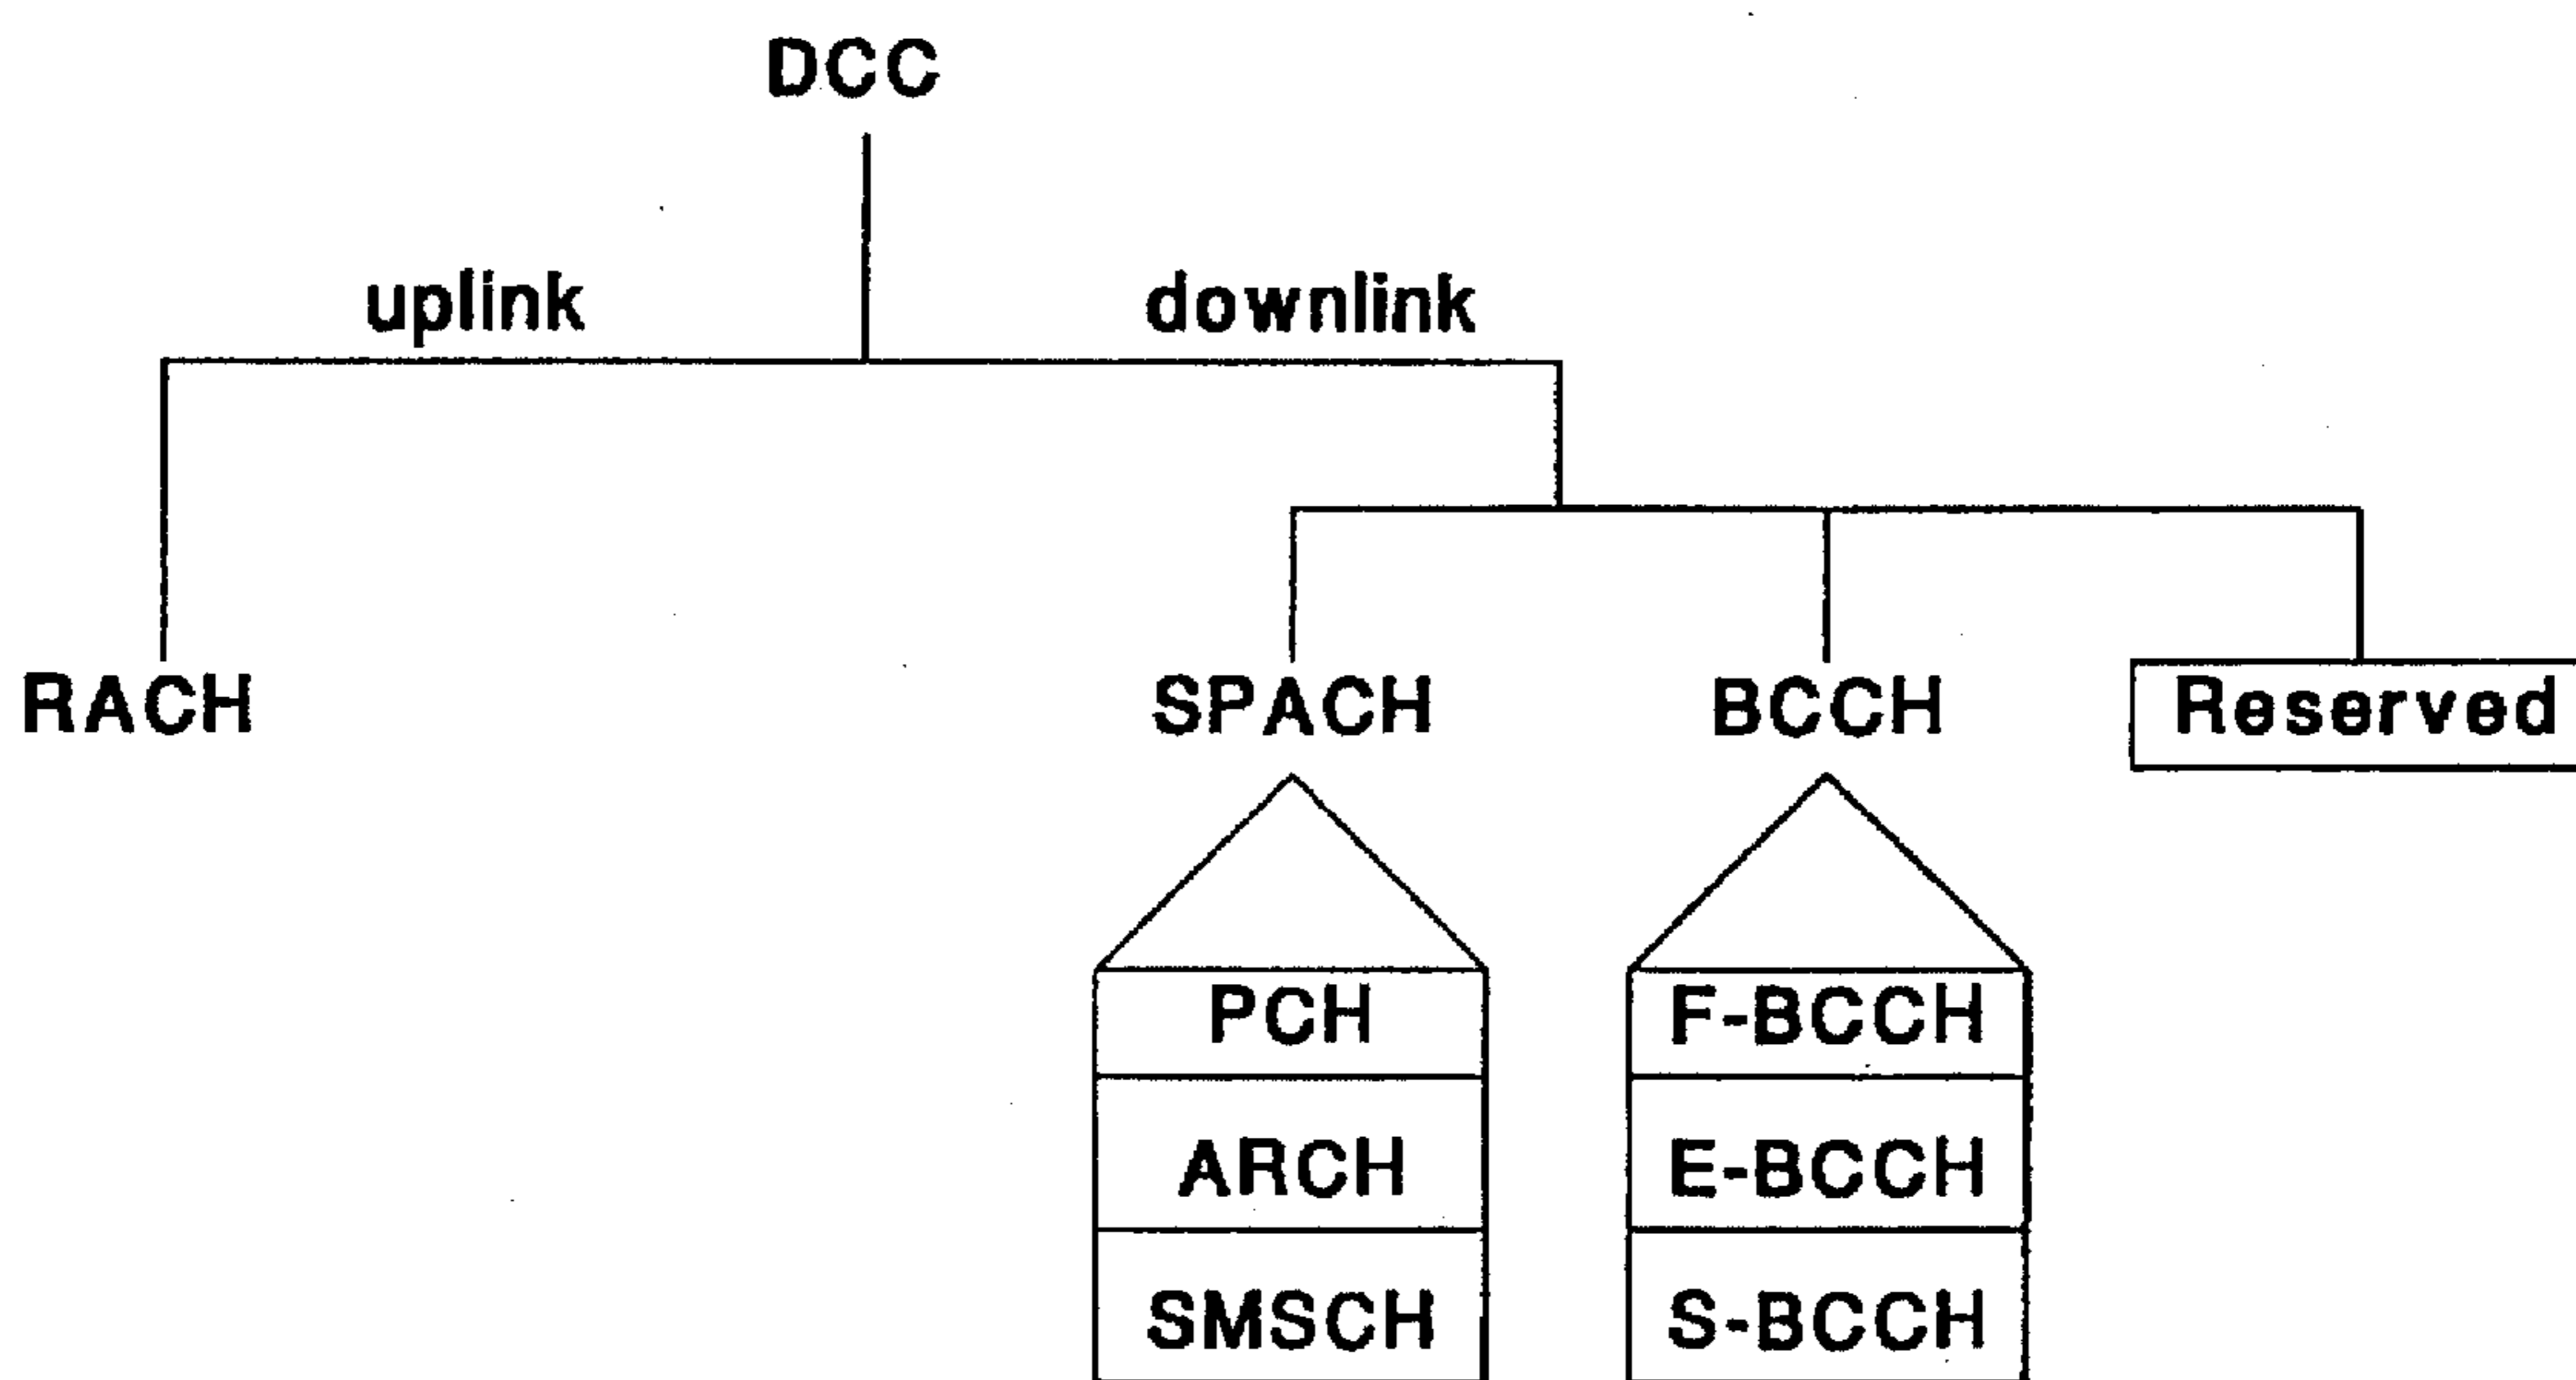 DCC
uplink
downlink
RACH
SPACH
BCCH
Reserved
PCH
F-BCCH
ARCH
E-BCCH
SMSCH
S-BCCH